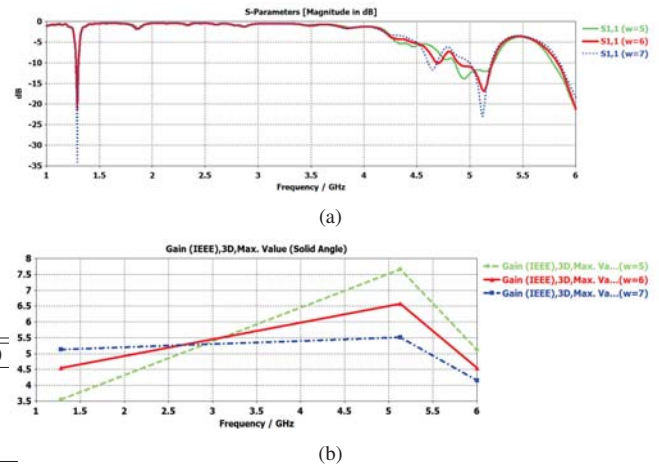 S-Parameters [Magnitude in dB]
0
-5
-10
-15
-20
-25
-30
-35
dB
1 1.5 2 2.5 3 3.5 4 4.5 5 5.5 6
Frequency / GHz
S1,1 (w=5)
S1,1 (w=6)
S1,1 (w=7)
(a)
Gain (IEEE),3D,Max. Value (Solid Angle)
8
7.5
7
6.5
6
5.5
5
4.5
4
3.5
1 1.5 2 2.5 3 3.5 4 4.5 5 5.5 6
Frequency / GHz
Gain (IEEE),3D,Max. Va...(w=5)
Gain (IEEE),3D,Max. Va...(w=6)
Gain (IEEE),3D,Max. Va...(w=7)
(b)